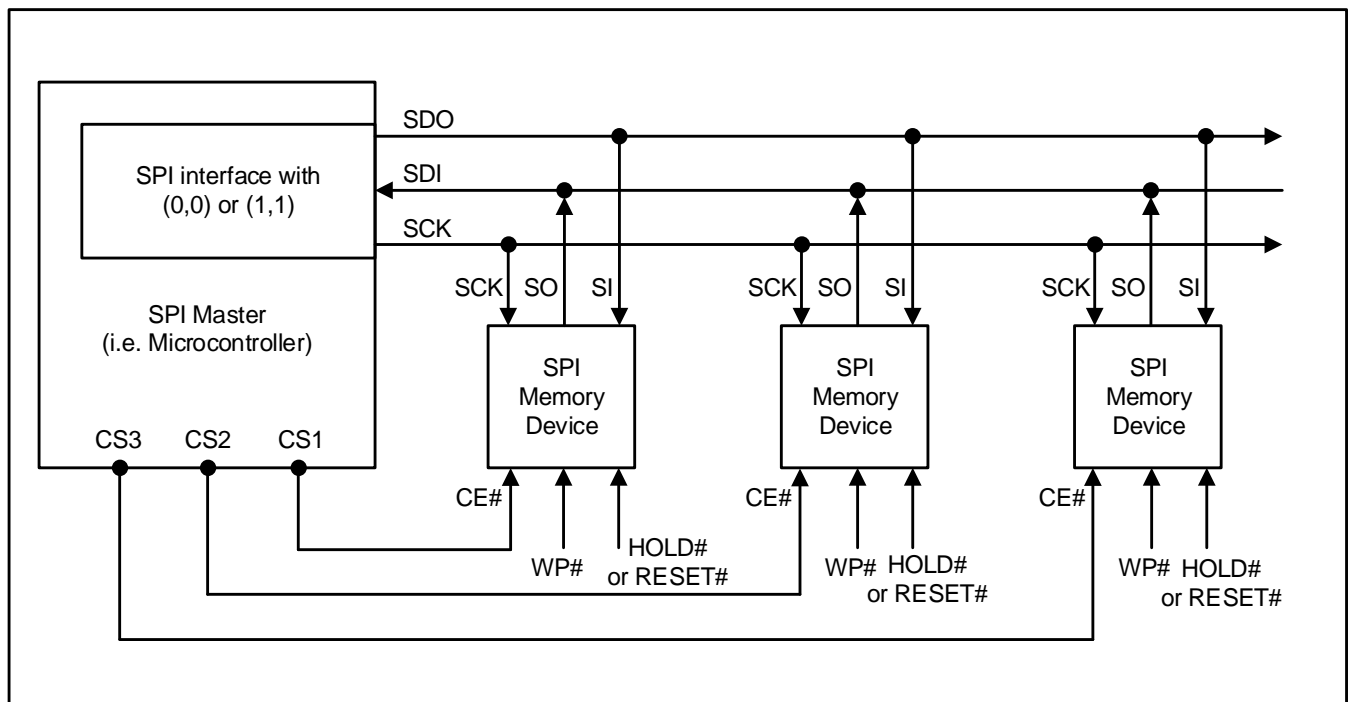 SDO
SPI interface with
(0,0) or (1,1)
SDI
SCK
SPI Master
(i.e. Microcontroller)
SCK SO SI
SCK SO SI
SCK SO SI
SPI
Memory
Device
SPI
Memory
Device
SPI
Memory
Device
CS3 CS2 CS1
CE#
WP#
HOLD#
or RESET#
CE#
WP#
HOLD#
or RESET#
CE#
WP#
HOLD#
or RESET#